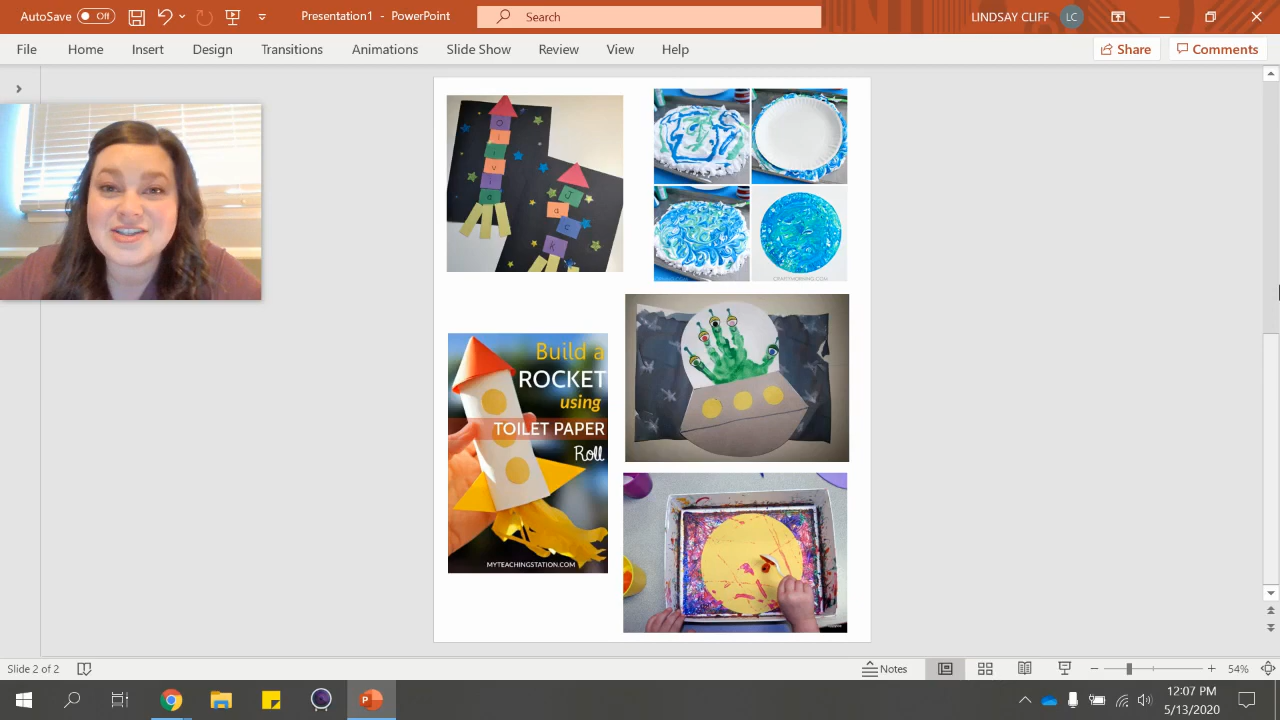 AutoSave Off
Presentation1 - PowerPoint
Search
LINDSAY CLIFF
LC
File Home Insert Design Transitions Animations Slide Show Review View Help
Share Comments
O
l
i
v
i
a
J
a
c
k
CRAFTYMORNING.COM
Build a
ROCKET
using
TOILET PAPER
Roll
MYTEACHINGSTATION.COM
Slide 2 of 2
Notes
54%
P
12:07 PM
5/13/2020